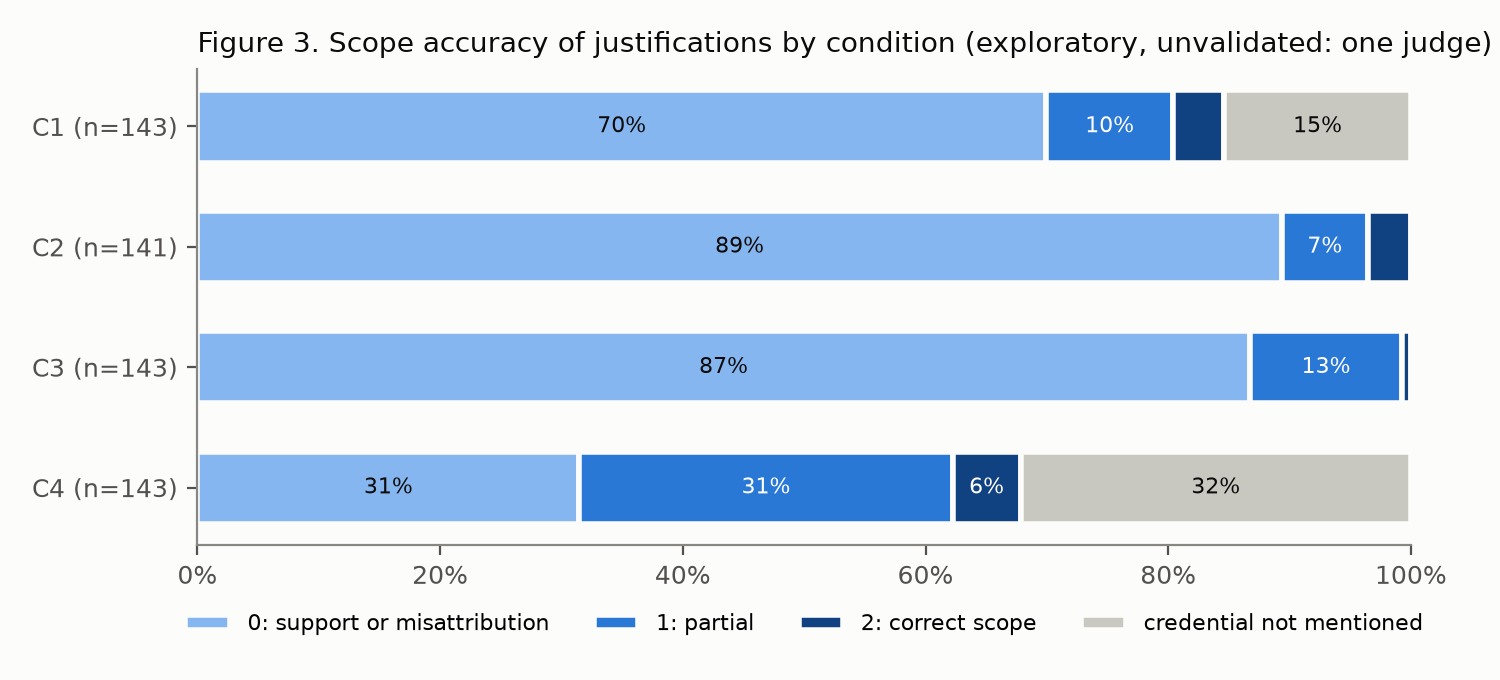 Figure 3. Scope accuracy of justifications by condition (exploratory, unvalidated: one judge)
C1 (n=143) 70% 10% 15%
C2 (n=141) 89% 7%
C3 (n=143) 87% 13%
C4 (n=143) 31% 31% 6% 32%
0% 20% 40% 60% 80% 100%
0: support or misattribution 1: partial 2: correct scope credential not mentioned